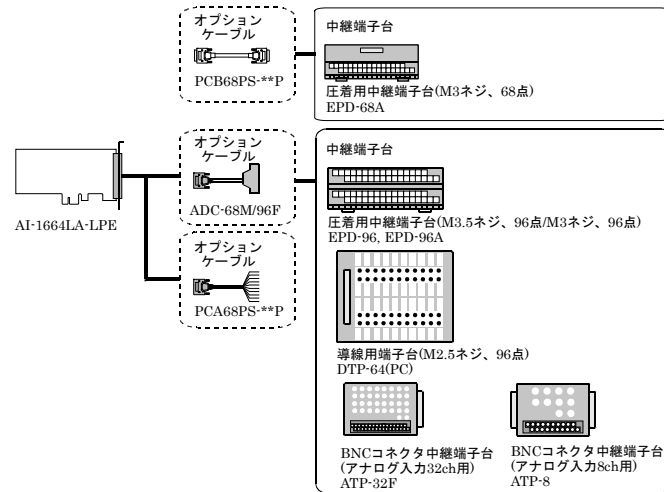 オプション
ケーブル
PCB68PS-**P
中継端子台
圧着用中継端子台(M3ネジ、68点)
EPD-68A
AI-1664LA-LPE
オプション
ケーブル
ADC-68M/96F
オプション
ケーブル
PCA68PS-**P
中継端子台
圧着用中継端子台(M3.5ネジ、96点/M3ネジ、96点)
EPD-96, EPD-96A
導線用端子台(M2.5ネジ、96点)
DTP-64(PC)
BNCコネクタ中継端子台
(アナログ入力32ch用)
ATP-32F
BNCコネクタ中継端子台
(アナログ入力8ch用)
ATP-8